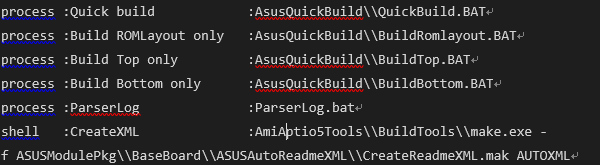 process :Quick build            :AsusQuickBuild\\QuickBuild.BAT↵
process :Build ROMLayout only   :AsusQuickBuild\\BuildRomlayout.BAT↵
process :Build Top only         :AsusQuickBuild\\BuildTop.BAT↵
process :Build Bottom only      :AsusQuickBuild\\BuildBottom.BAT↵
process :ParserLog              :ParserLog.bat↵
shell   :CreateXML              :AmiAptio5Tools\\BuildTools\\make.exe -
f ASUSModulePkg\\BaseBoard\\ASUSAutoReadmeXML\\CreateReadmeXML.mak AUTOXML